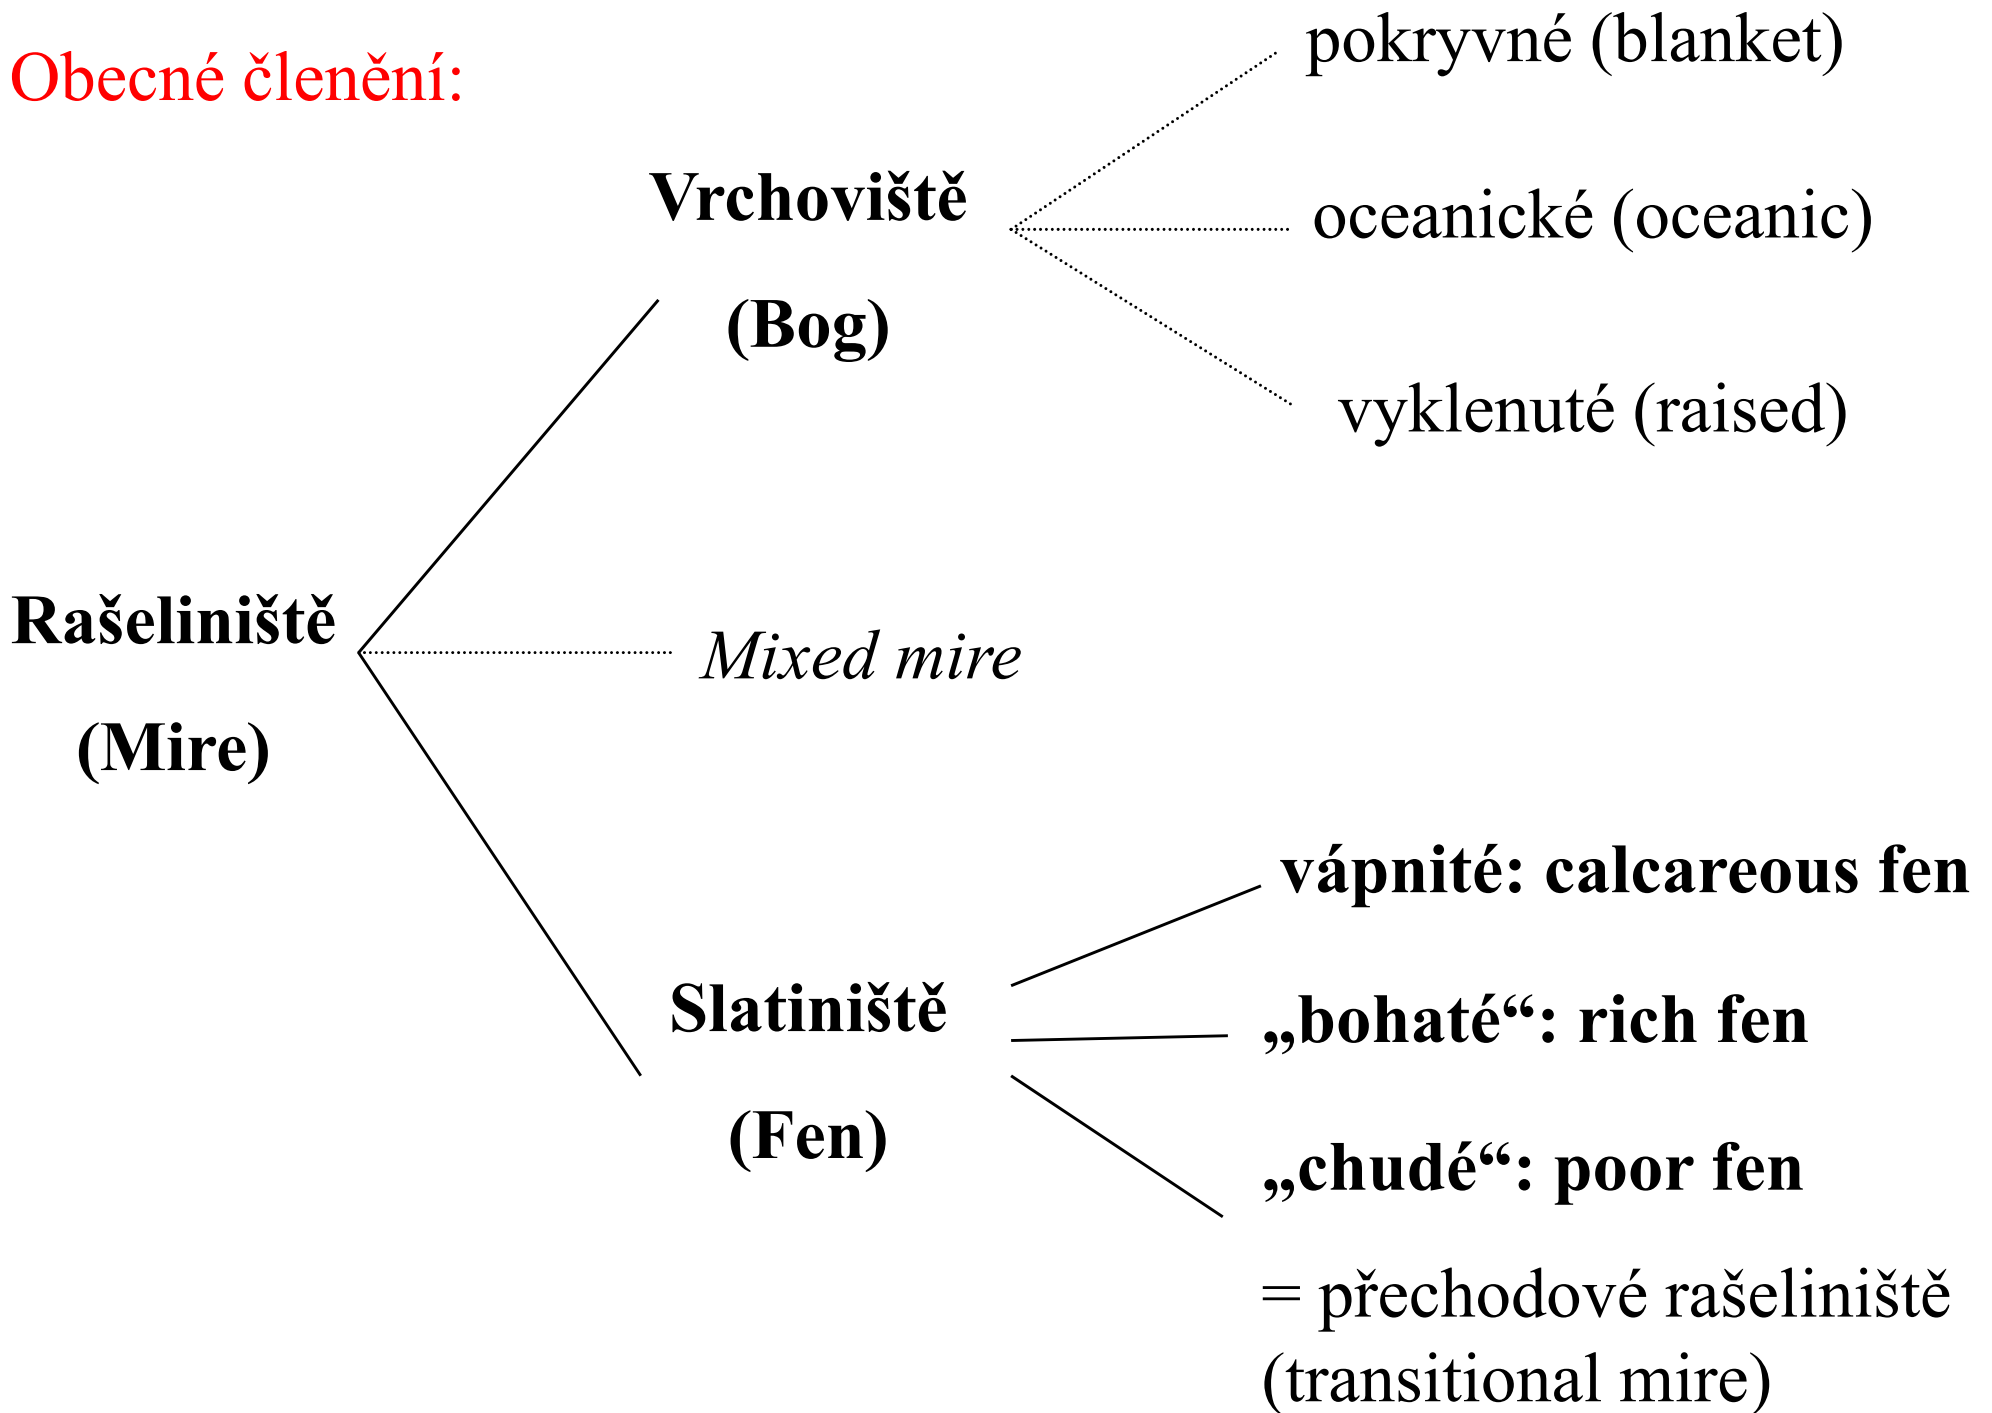 Obecné členění:
pokryvné (blanket)
Vrchoviště
(Bog)
oceanické (oceanic)
vyklenuté (raised)
Rašeliniště
(Mire)
Mixed mire
Slatiniště
(Fen)
vápnité: calcareous fen
„bohaté“: rich fen
„chudé“: poor fen
= přechodové rašeliniště
(transitional mire)